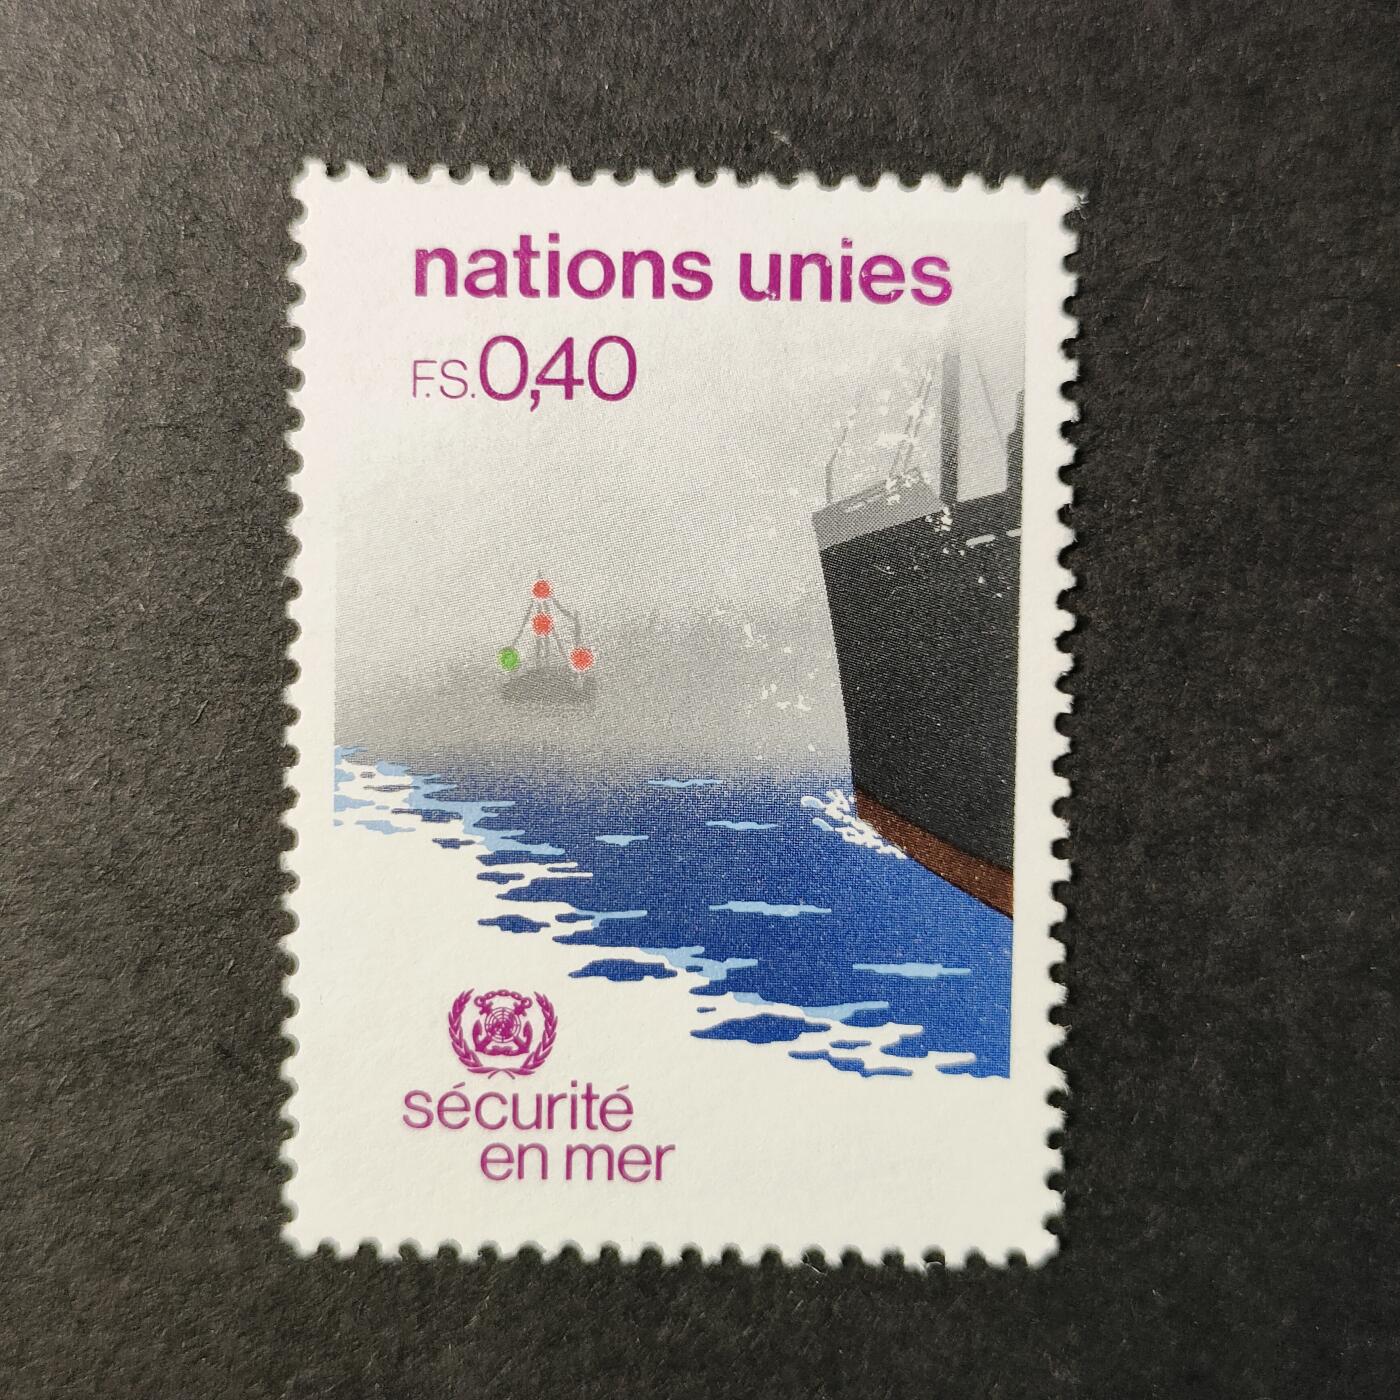 nations unies
F.S. 0,40
sécurité
en mer